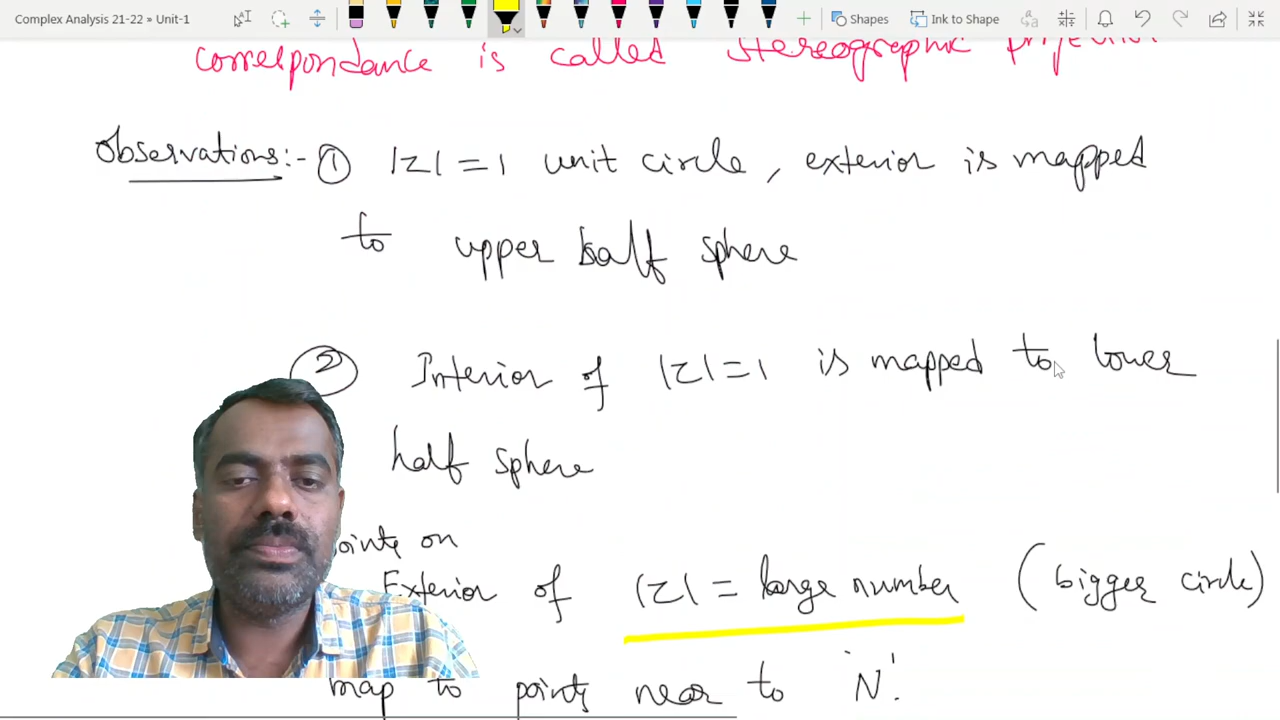 Complex Analysis 21-22 » Unit-1
Shapes
Ink to Shape
correspondance is called stereographic projection
Observations:- ① |z| = 1 unit circle, exterior is mapped
to upper half sphere
② Interior of |z| = 1 is mapped to lower
half sphere
points on
Exterior of |z| = large number (bigger circle)
map to points near to 'N'.